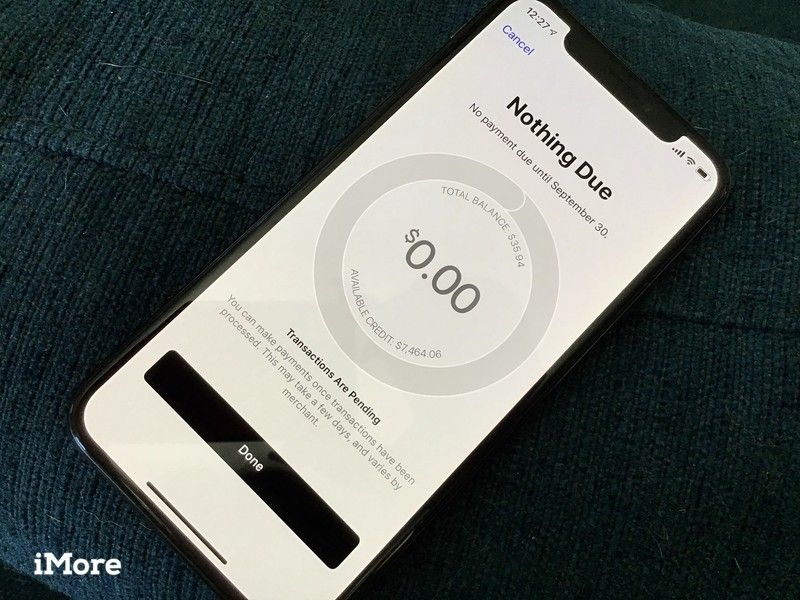 12:27
Cancel
Nothing Due
No payment due until September 30.
TOTAL BALANCE: $35.94
$0.00
AVAILABLE CREDIT: $7,464.06
Transactions Are Pending
You can make payments once transactions have been
processed. This may take a few days, and varies by
merchant.
Done
iMore